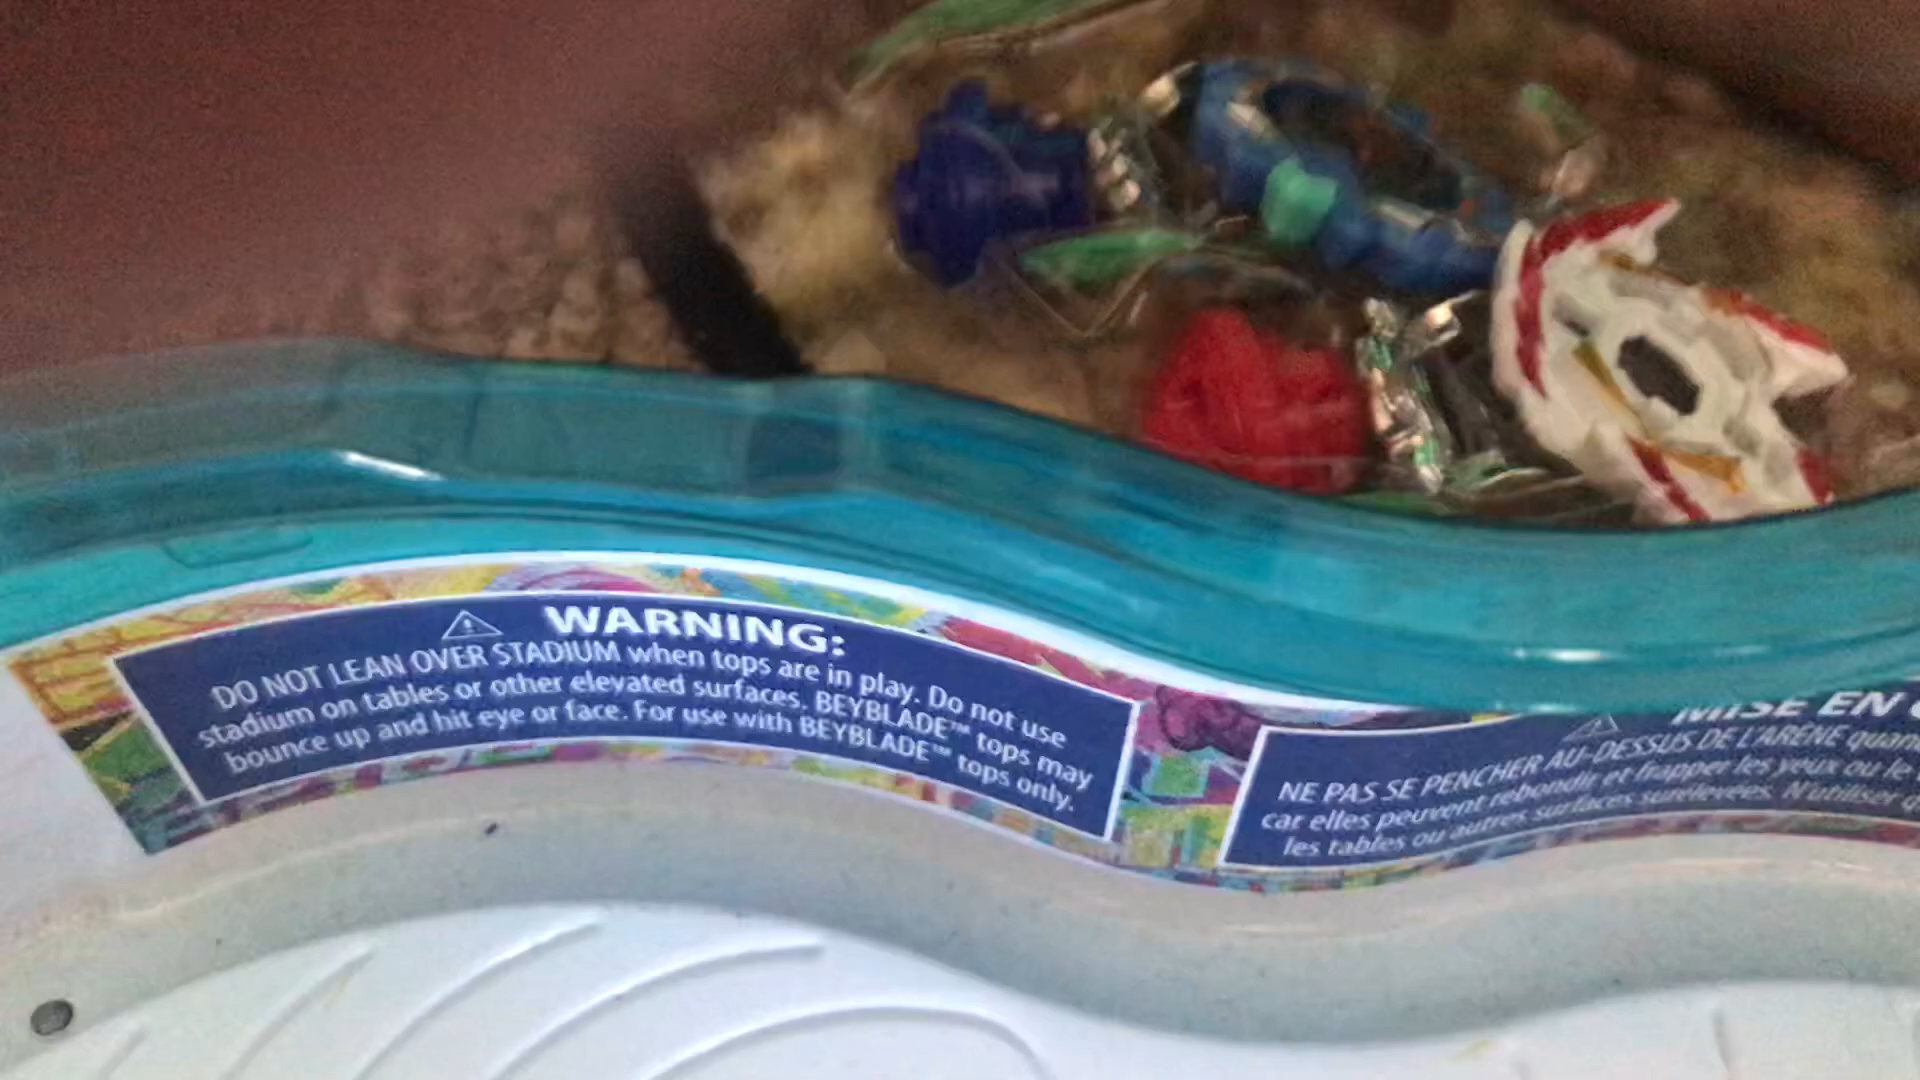 WARNING:
DO NOT LEAN OVER STADIUM when tops are in play. Do not use
stadium on tables or other elevated surfaces. BEYBLADE™ tops may
bounce up and hit eye or face. For use with BEYBLADE™ tops only.
MISE EN
NE PAS SE PENCHER AU-DESSUS DE L'ARÈNE
car elles peuvent rebondir et frapper les yeux ou le
les tables ou autres surfaces surélevées. N'utiliser